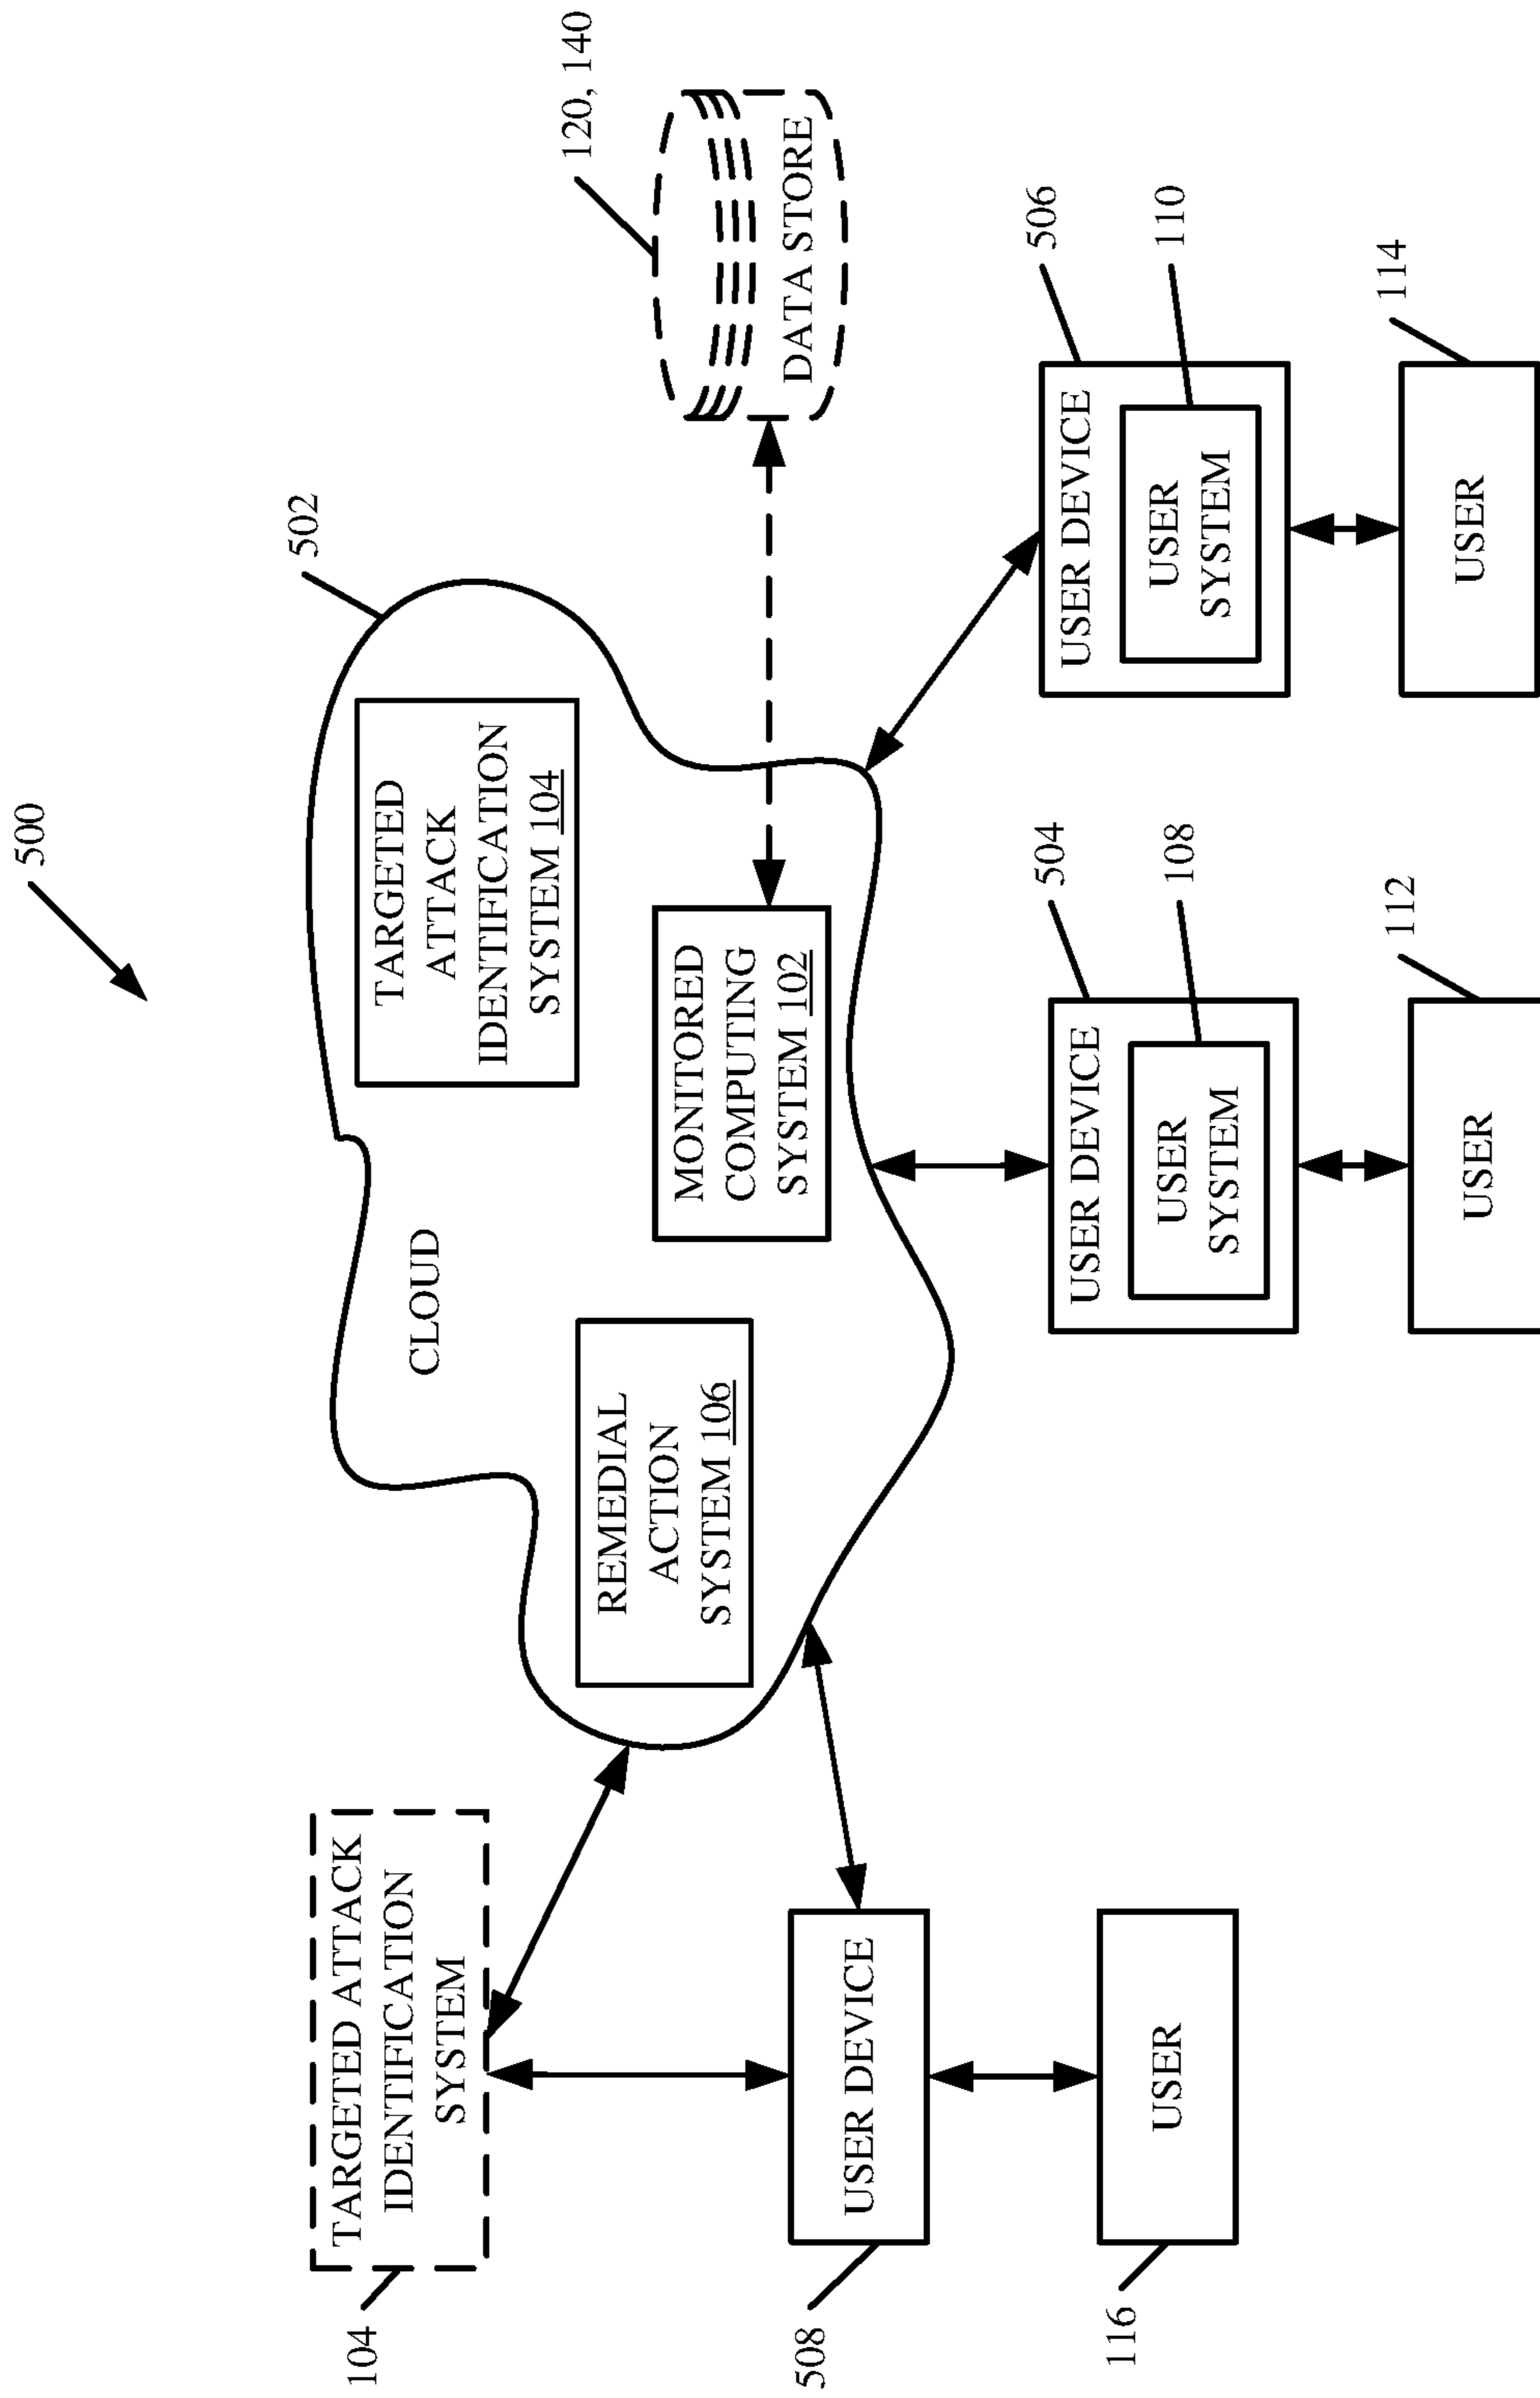 500
502
CLOUD
TARGETED
ATTACK
IDENTIFICATION
SYSTEM 104
TARGETED ATTACK
IDENTIFICATION
SYSTEM
104
REMEDIAL
ACTION
SYSTEM 106
MONITORED
COMPUTING
SYSTEM 102
120, 140
DATA STORE
508
USER DEVICE
504
USER DEVICE
USER
SYSTEM
108
506
USER DEVICE
USER
SYSTEM
110
116
USER
USER
112
USER
114